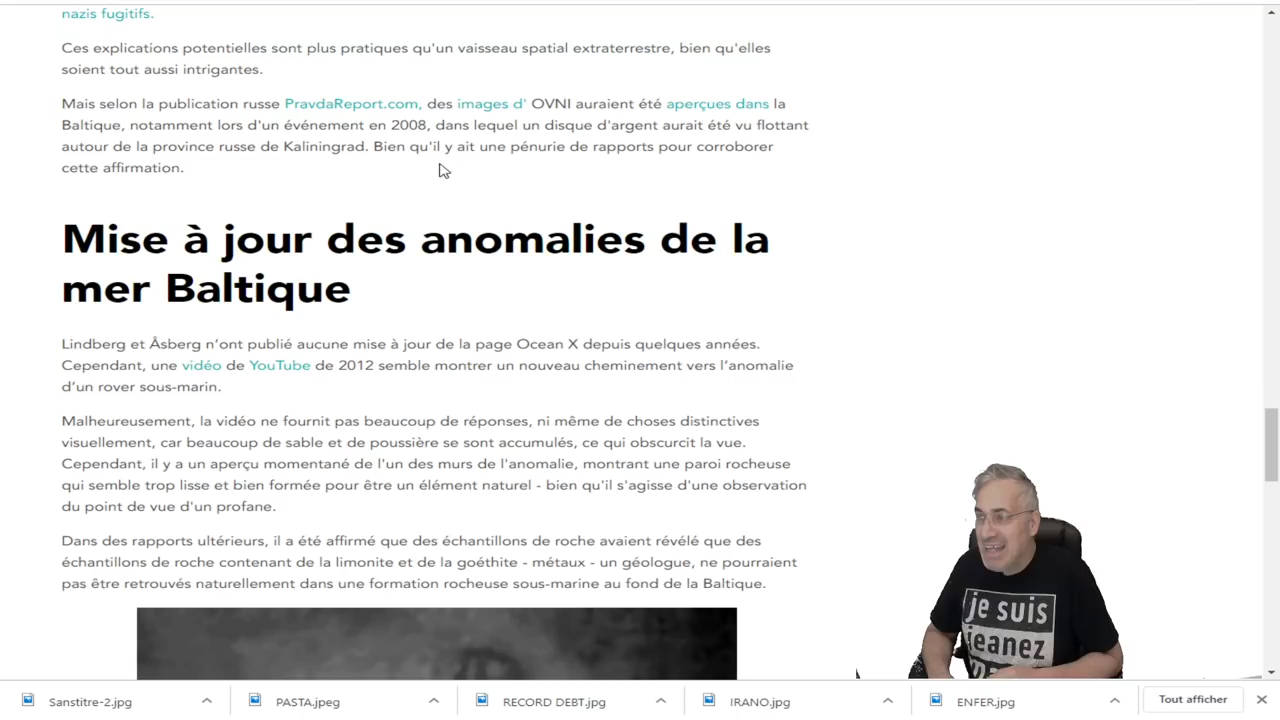 nazis fugitifs.
Ces explications potentielles sont plus pratiques qu'un vaisseau spatial extraterrestre, bien qu'elles
soient tout aussi intrigantes.
Mais selon la publication russe PravdaReport.com, des images d' OVNI auraient été aperçues dans la
Baltique, notamment lors d'un événement en 2008, dans lequel un disque d'argent aurait été vu flottant
autour de la province russe de Kaliningrad. Bien qu'il y ait une pénurie de rapports pour corroborer
cette affirmation.
Mise à jour des anomalies de la
mer Baltique
Lindberg et Åsberg n’ont publié aucune mise à jour de la page Ocean X depuis quelques années.
Cependant, une vidéo de YouTube de 2012 semble montrer un nouveau cheminement vers l’anomalie
d’un rover sous-marin.
Malheureusement, la vidéo ne fournit pas beaucoup de réponses, ni même de choses distinctives
visuellement, car beaucoup de sable et de poussière se sont accumulés, ce qui obscurcit la vue.
Cependant, il y a un aperçu momentané de l'un des murs de l'anomalie, montrant une paroi rocheuse
qui semble trop lisse et bien formée pour être un élément naturel - bien qu'il s'agisse d'une observation
du point de vue d'un profane.
Dans des rapports ultérieurs, il a été affirmé que des échantillons de roche avaient révélé que des
échantillons de roche contenant de la limonite et de la goéthite - métaux - un géologue, ne pourraient
pas être retrouvés naturellement dans une formation rocheuse sous-marine au fond de la Baltique.
je suis
jeanez
Sanstitre-2.jpg
PASTA.jpeg
RECORD DEBT.jpg
IRANO.jpg
ENFER.jpg
Tout afficher